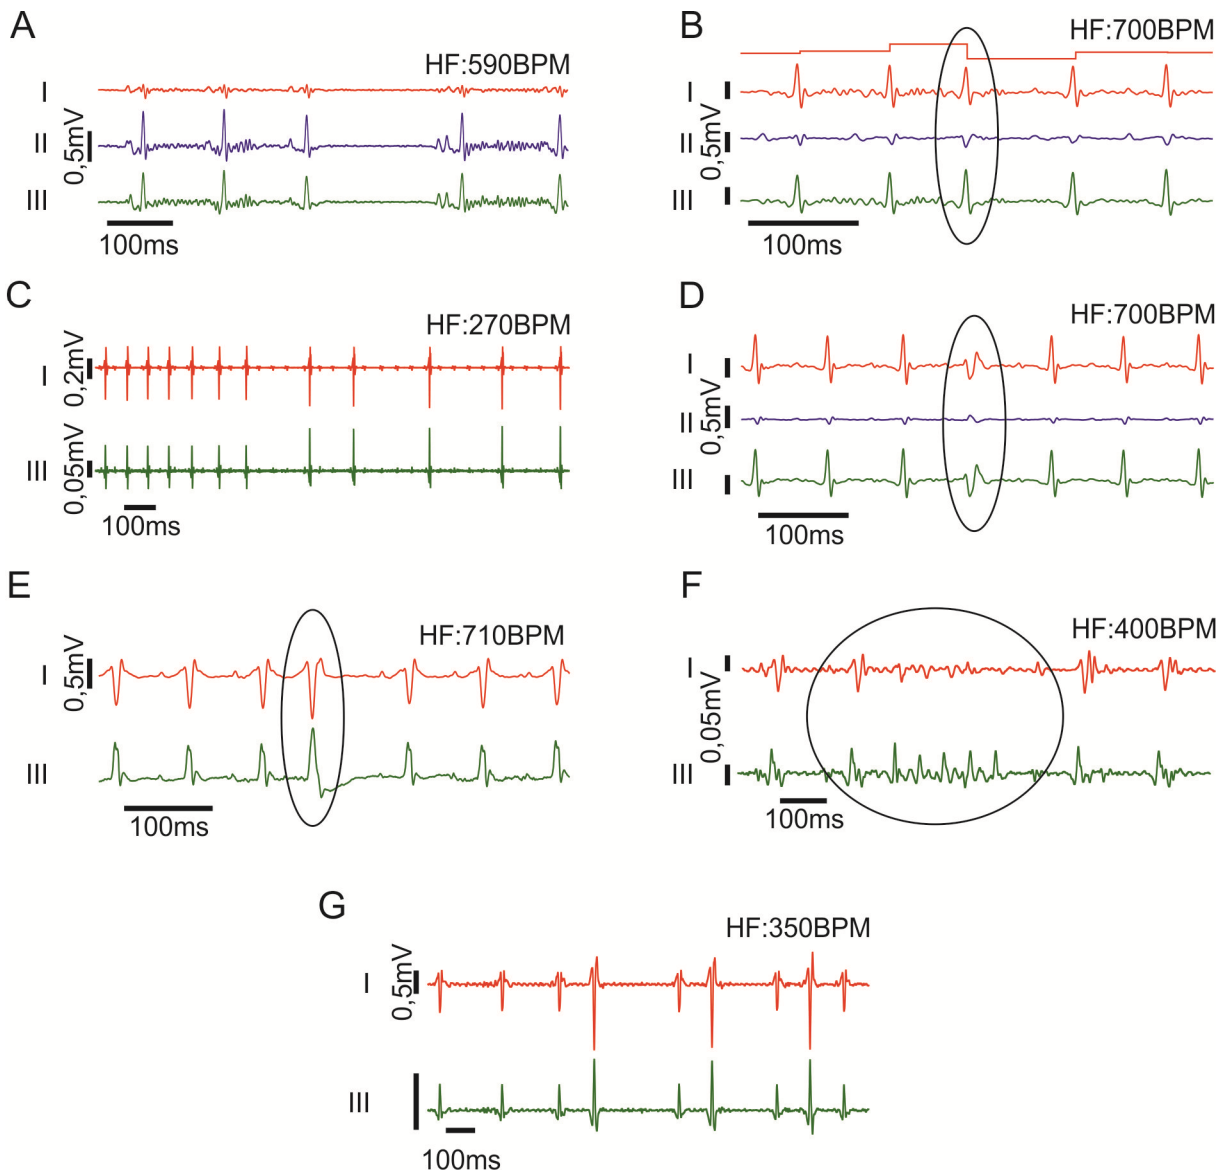 A
HF:590BPM
I
II
III
0,5mV
100ms
B
HF:700BPM
I
II
III
0,5mV
100ms
C
HF:270BPM
I
0,2mV
III
0,05mV
100ms
D
HF:700BPM
I
II
III
0,5mV
100ms
E
HF:710BPM
I
0,5mV
III
100ms
F
HF:400BPM
I
0,05mV
III
100ms
G
HF:350BPM
I
0,5mV
III
100ms